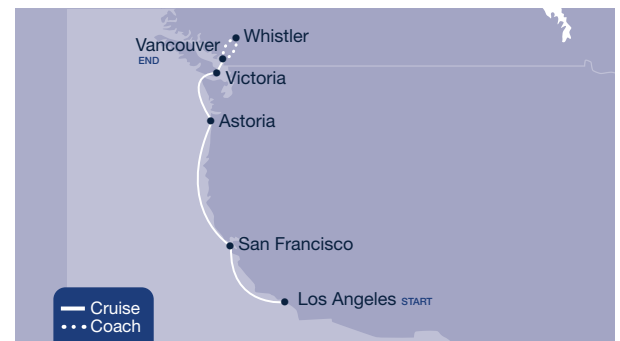 Whistler
Vancouver
END
Victoria
Astoria
San Francisco
Los Angeles START
Cruise
Coach